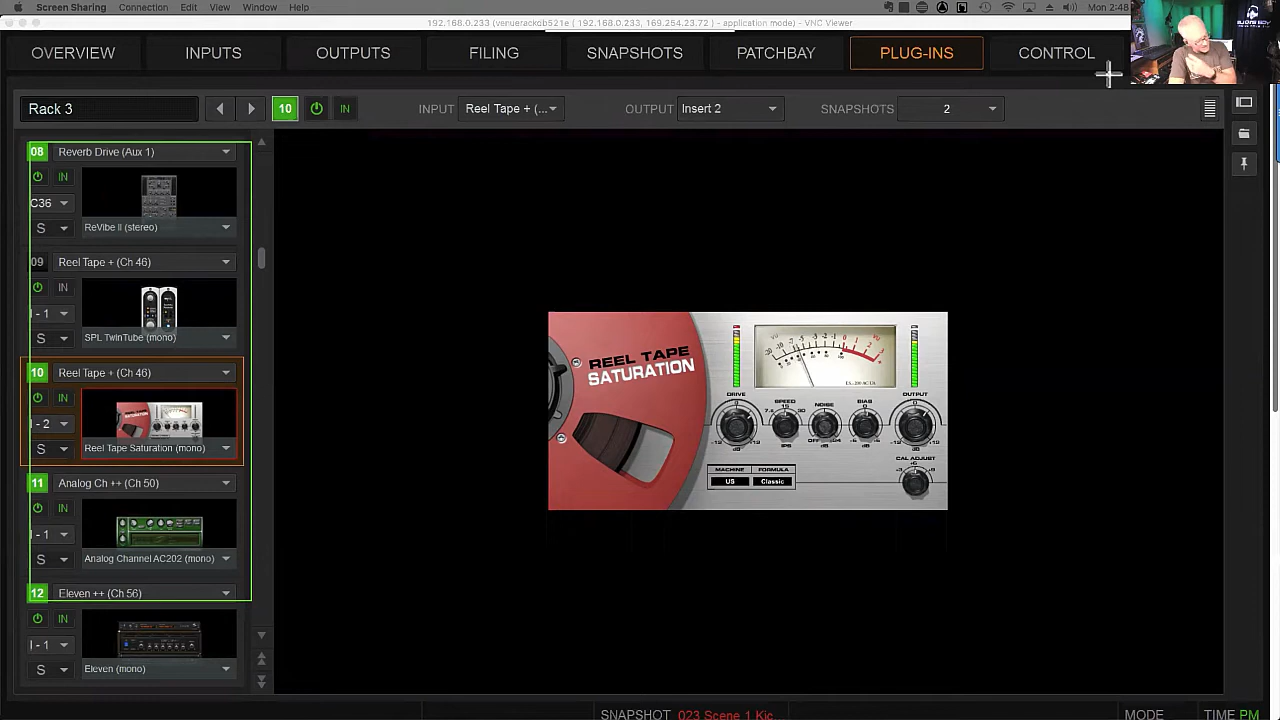 Screen Sharing Connection Edit View Window Help Mon 2:48
192.168.0.233 (venuerackdb521e ( 192.168.0.233, 169.254.23.72 ) - application mode) - VNC Viewer
OVERVIEW INPUTS OUTPUTS FILING SNAPSHOTS PATCHBAY PLUG-INS CONTROL
Rack 3 10 IN INPUT Reel Tape + (... OUTPUT Insert 2 SNAPSHOTS 2
08 Reverb Drive (Aux 1)
IN
C36
S ReVibe II (stereo)
09 Reel Tape + (Ch 46)
IN
I - 1
S SPL TwinTube (mono)
10 Reel Tape + (Ch 46)
IN
I - 2
S Reel Tape Saturation (mono)
11 Analog Ch ++ (Ch 50)
IN
I - 1
S Analog Channel AC202 (mono)
12 Eleven ++ (Ch 56)
IN
I - 1
S Eleven (mono)
REEL TAPE
SATURATION
DRIVE SPEED NOISE BIAS OUTPUT
IPS
CAL ADJUST
MACHINE FORMULA
US Classic
SNAPSHOT 023 Scene 1 Kic... MODE TIME PM